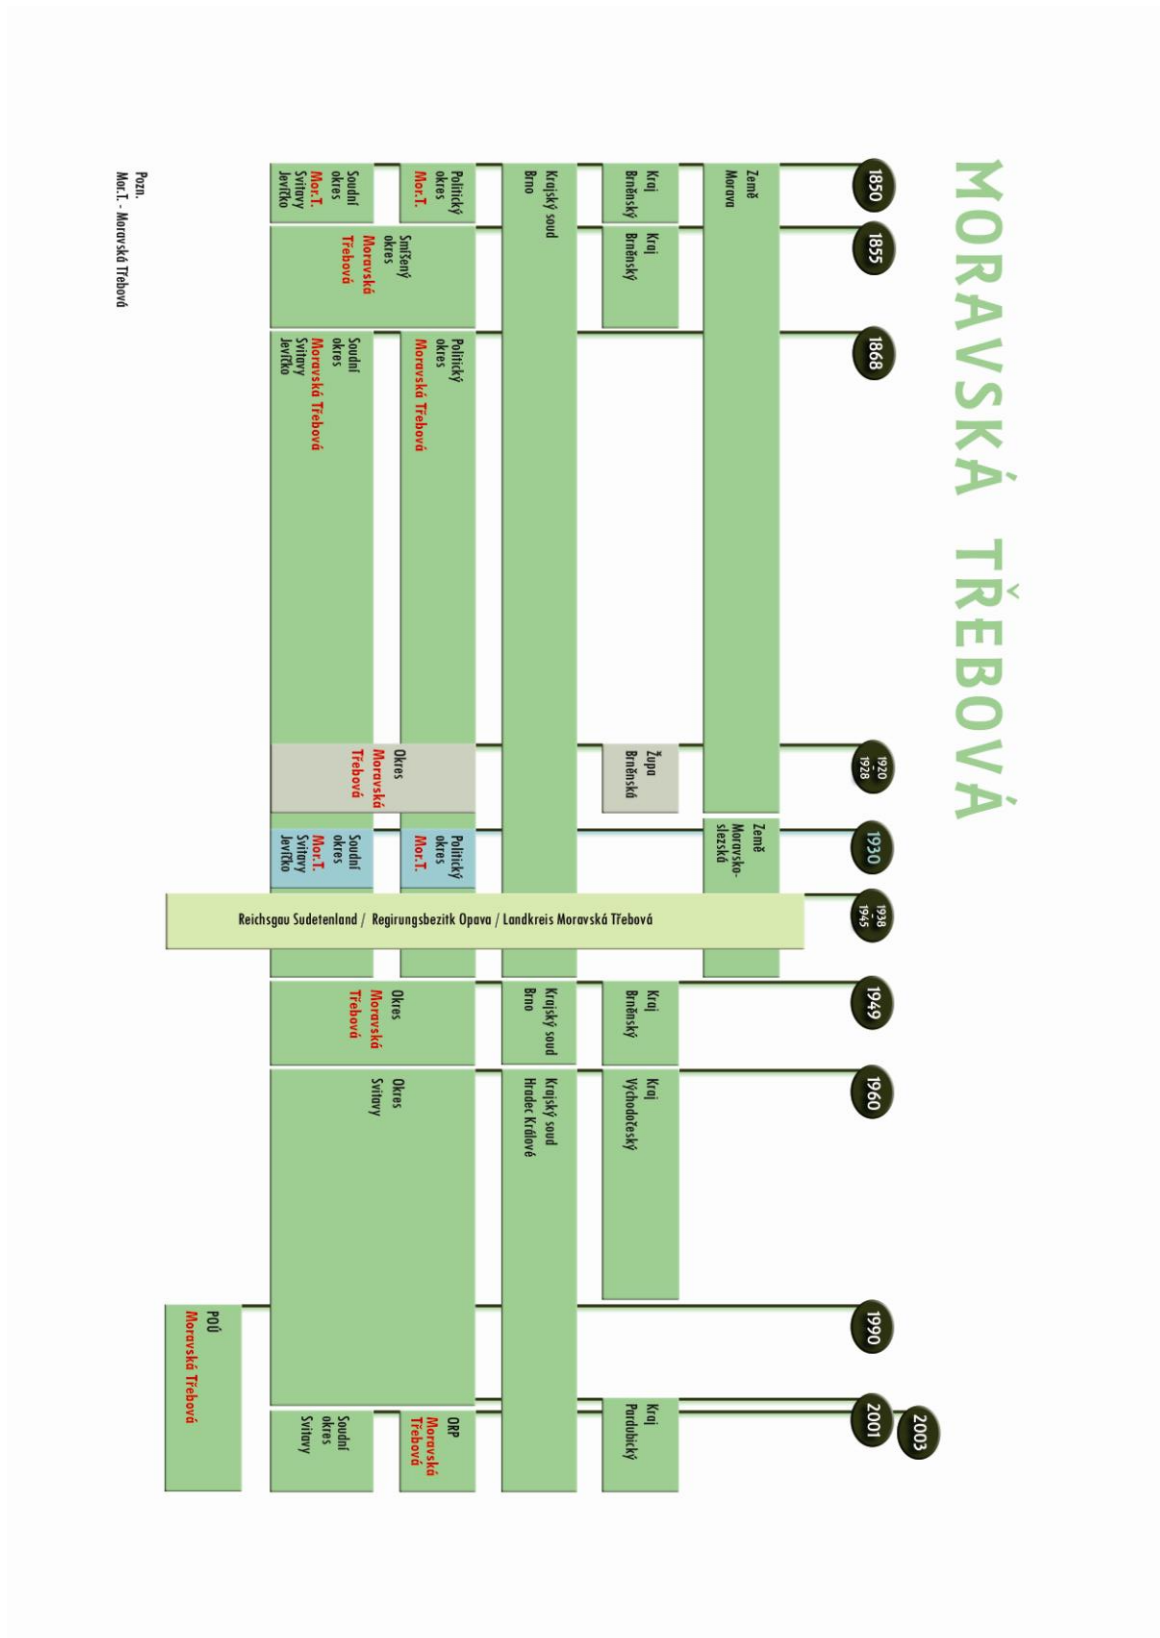 MORAVSKÁ TŘEBOVÁ
1850
1855
1868
1920
-
1928
1930
1938
-
1945
1949
1960
1990
2001
2003
Země
Morava
Země
Moravsko-
slezská
Kraj
Brněnský
Kraj
Brněnský
Župa
Brněnská
Kraj
Brněnský
Kraj
Východočeský
Kraj
Pardubický
Krajský soud
Brno
Krajský soud
Brno
Krajský soud
Hradec Králové
Politický
okres
Mor.T.
Smíšený
okres
Moravská
Třebová
Politický
okres
Moravská Třebová
Okres
Moravská
Třebová
Politický
okres
Mor.T.
Okres
Moravská
Třebová
Okres
Svitavy
ORP
Moravská
Třebová
Soudní
okres
Mor.T.
Svitavy
Jevíčko
Soudní
okres
Moravská Třebová
Svitavy
Jevíčko
Soudní
okres
Mor.T.
Svitavy
Jevíčko
Soudní
okres
Svitavy
Reichsgau Sudetenland / Regirungsbezitk Opava / Landkreis Moravská Třebová
POÚ
Moravská Třebová
Pozn.
Mor.T. - Moravská Třebová